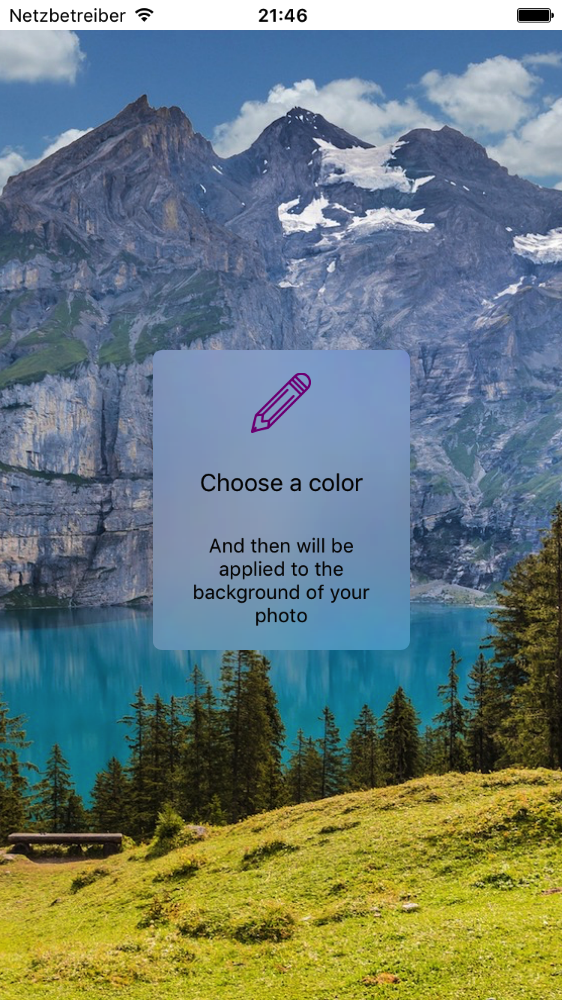 Netzbetreiber 21:46
Choose a color
And then will be
applied to the
background of your
photo